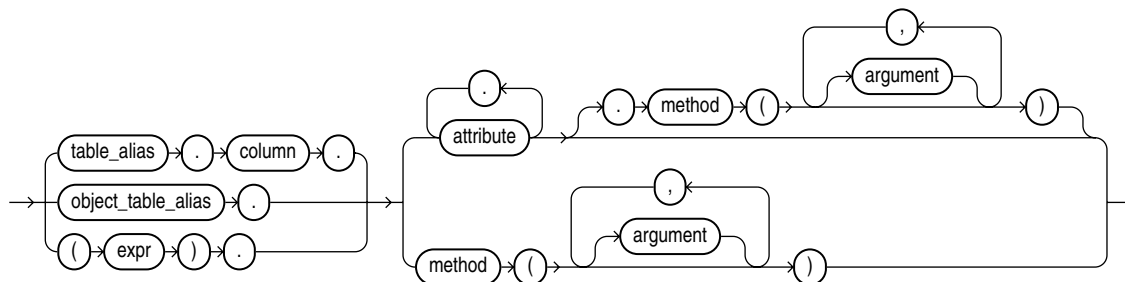 ,
. argument
. method ( )
attribute
table_alias . column .
,
object_table_alias .
argument
( expr ) .
method ( )